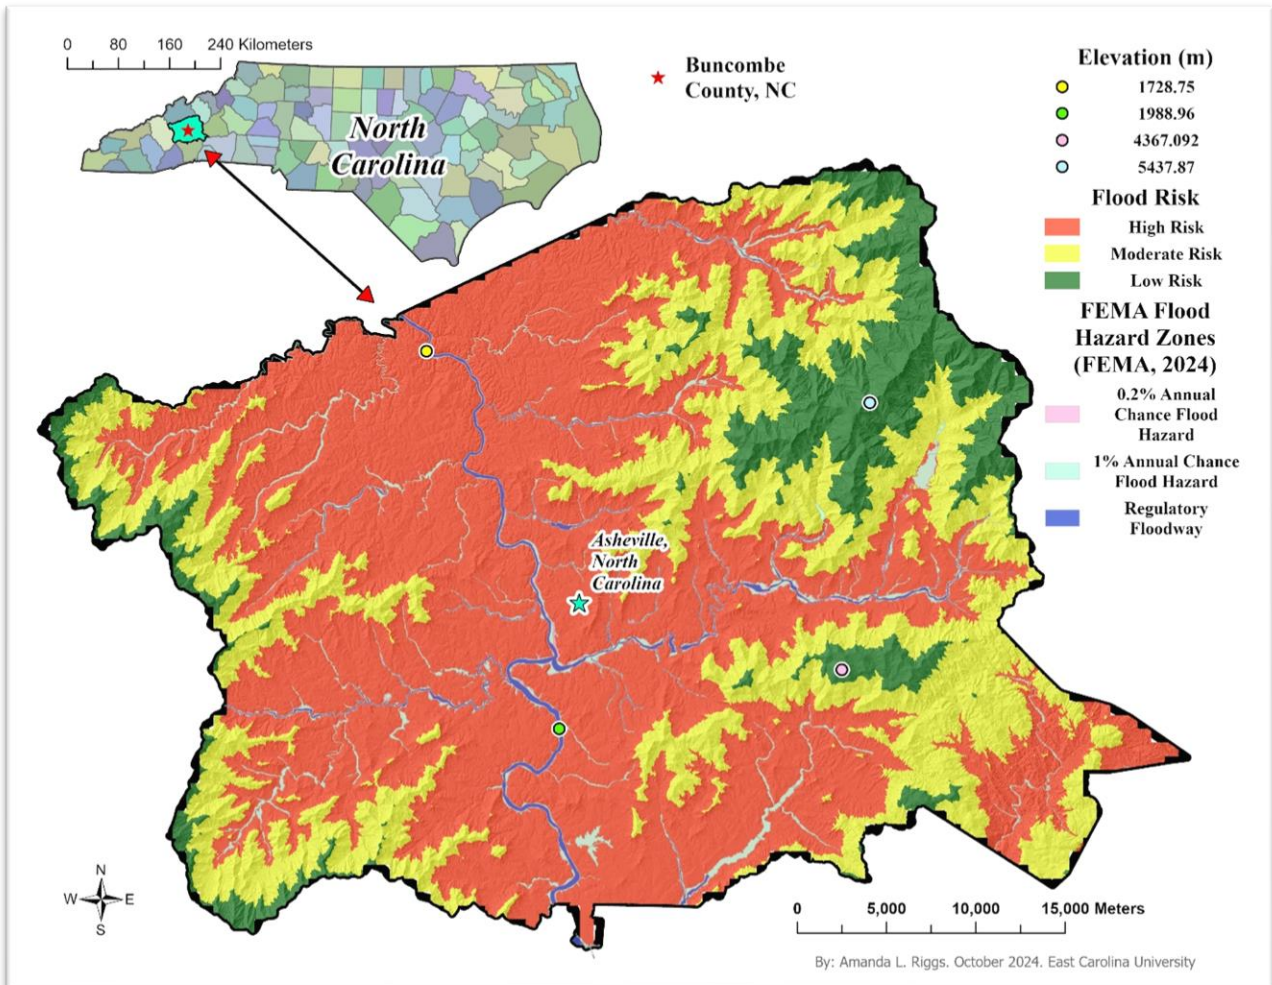 0 80 160 240 Kilometers
North
Carolina
Buncombe
County, NC
Elevation (m)
1728.75
1988.96
4367.092
5437.87
Flood Risk
High Risk
Moderate Risk
Low Risk
FEMA Flood
Hazard Zones
(FEMA, 2024)
0.2% Annual
Chance Flood
Hazard
1% Annual Chance
Flood Hazard
Regulatory
Floodway
Asheville,
North
Carolina
N
W E
S
0 5,000 10,000 15,000 Meters
By: Amanda L. Riggs. October 2024. East Carolina University